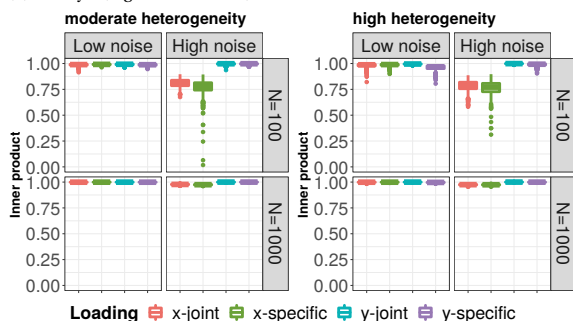 moderate heterogeneity
high heterogeneity
Low noise
High noise
Low noise
High noise
Inner product
1.00
0.75
0.50
0.25
0.00
N=100
1.00
0.75
0.50
0.25
0.00
N=1000
Inner product
1.00
0.75
0.50
0.25
0.00
N=100
1.00
0.75
0.50
0.25
0.00
N=1000
Loading x-joint x-specific y-joint y-specific